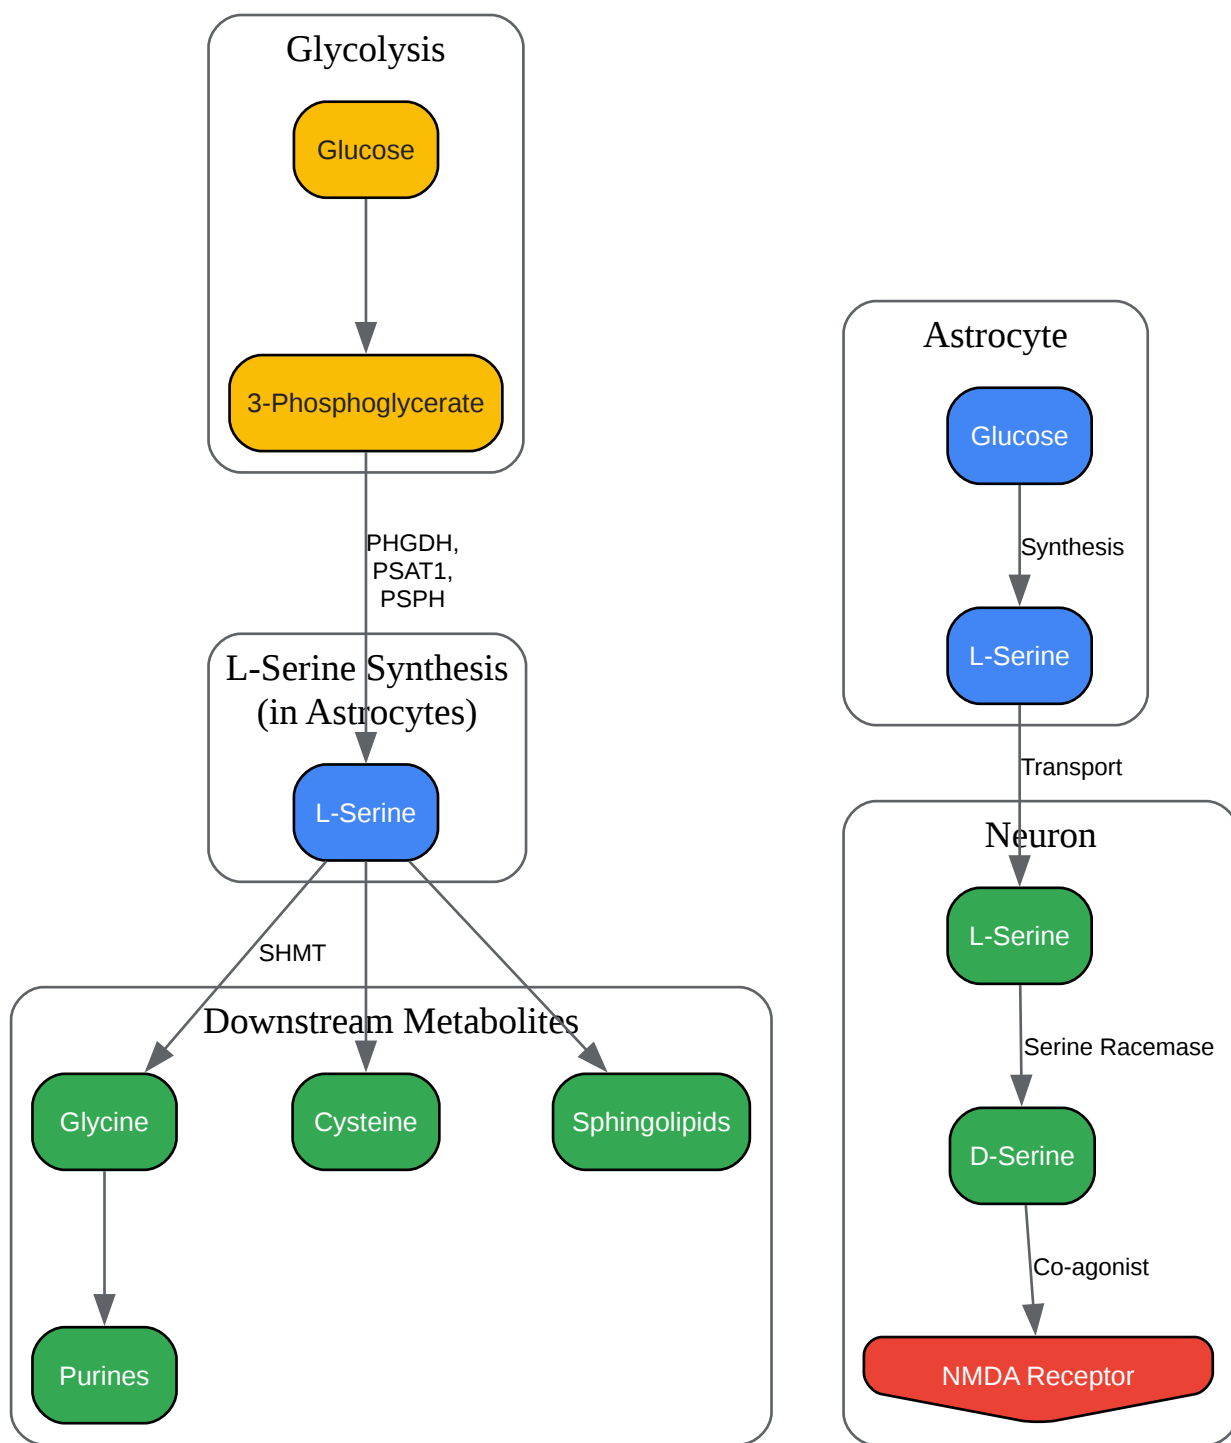 Glycolysis
Glucose
3-Phosphoglycerate
PHGDH,
PSAT1,
PSPH
L-Serine Synthesis
(in Astrocytes)
L-Serine
SHMT
Downstream Metabolites
Glycine
Cysteine
Sphingolipids
Purines
Astrocyte
Glucose
Synthesis
L-Serine
Transport
Neuron
L-Serine
Serine Racemase
D-Serine
Co-agonist
NMDA Receptor